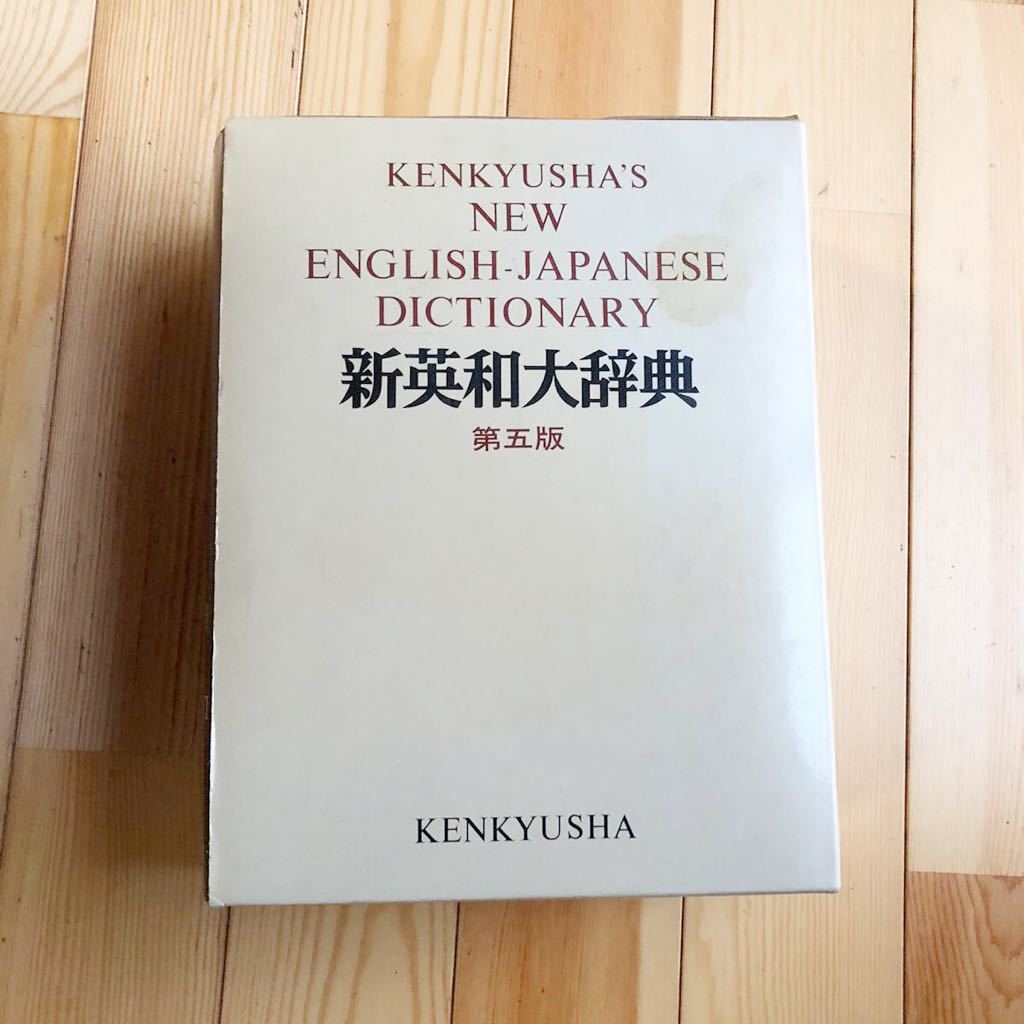 KENKYUSHA'S
NEW
ENGLISH-JAPANESE
DICTIONARY
新英和大辞典
第五版
KENKYUSHA